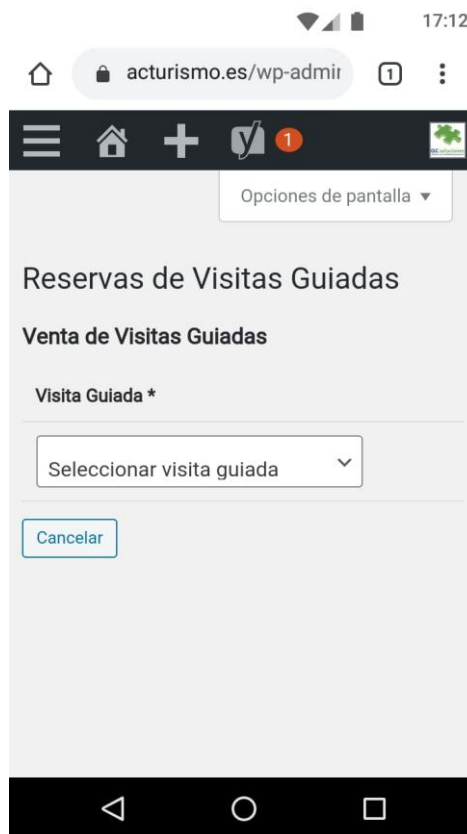 17:12
acturismo.es/wp-admir
1
1
Opciones de pantalla
Reservas de Visitas Guiadas
Venta de Visitas Guiadas
Visita Guiada *
Seleccionar visita guiada
Cancelar